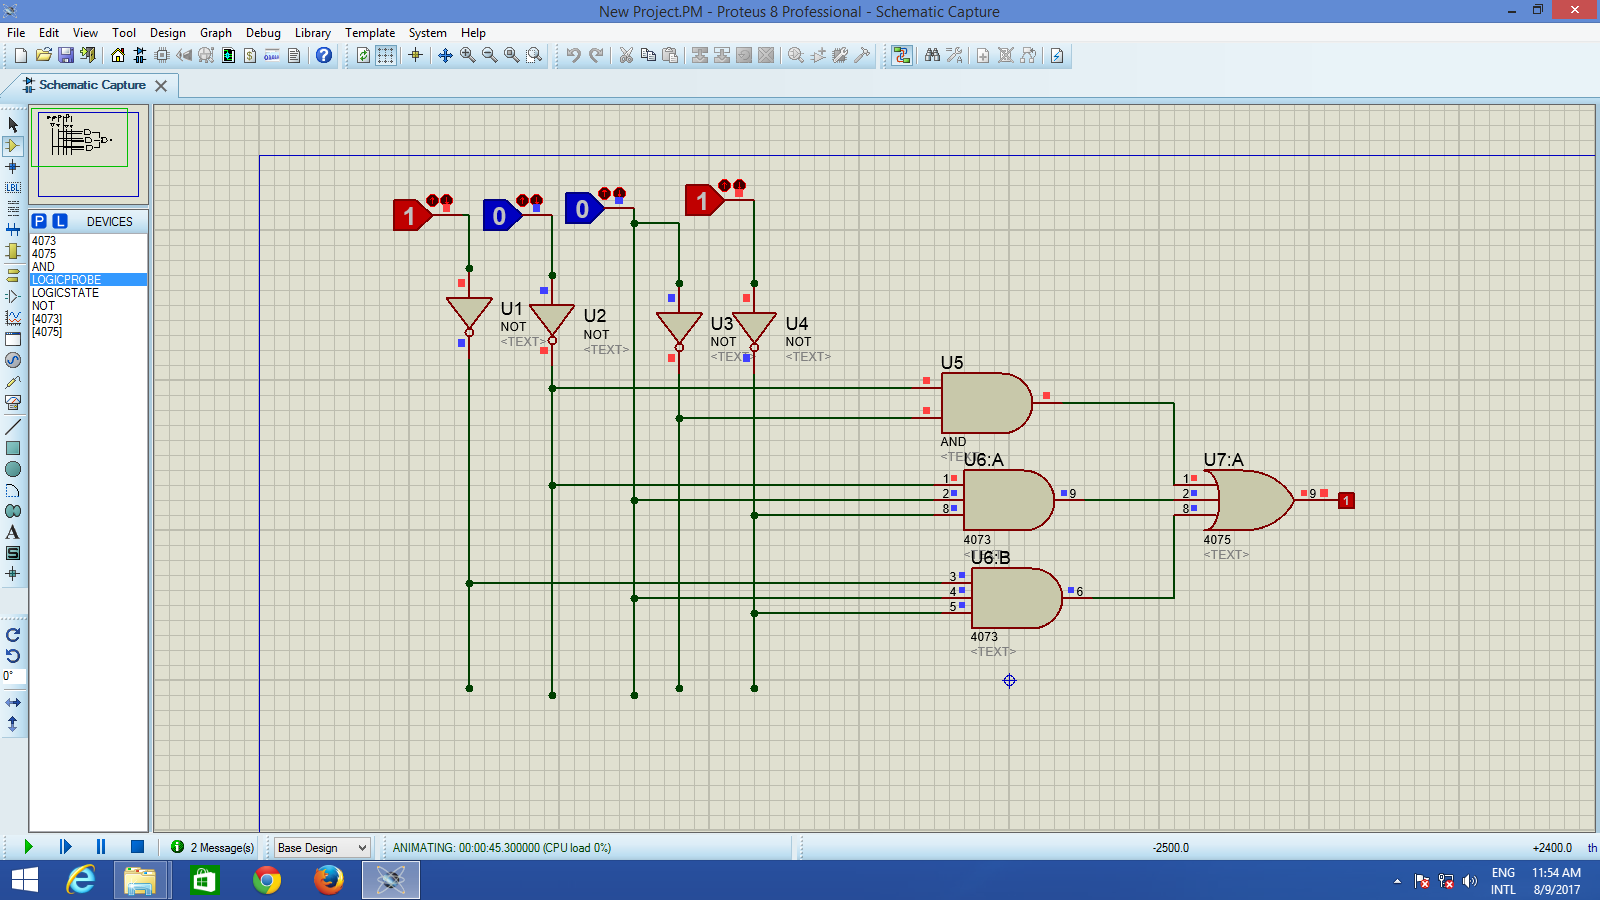 New Project.PM - Proteus 8 Professional - Schematic Capture
File Edit View Tool Design Graph Debug Library Template System Help
Schematic Capture
P L DEVICES
4073
4075
AND
LOGICPROBE
LOGICSTATE
NOT
[4073]
[4075]
LBL
A
S
0°
1 0 0 1
U1
NOT
<TEXT>
U2
NOT
<TEXT>
U3
NOT
<TEXT>
U4
NOT
<TEXT>
U5
AND
<TEXT>
U6:A
1
2
8
9
4073
<TEXT>
U6:B
3
4
5
6
4073
<TEXT>
U7:A
1
2
8
9
1
4075
<TEXT>
2 Message(s)
Base Design
ANIMATING: 00:00:45.300000 (CPU load 0%)
-2500.0
+2400.0 th
ENG
INTL
11:54 AM
8/9/2017